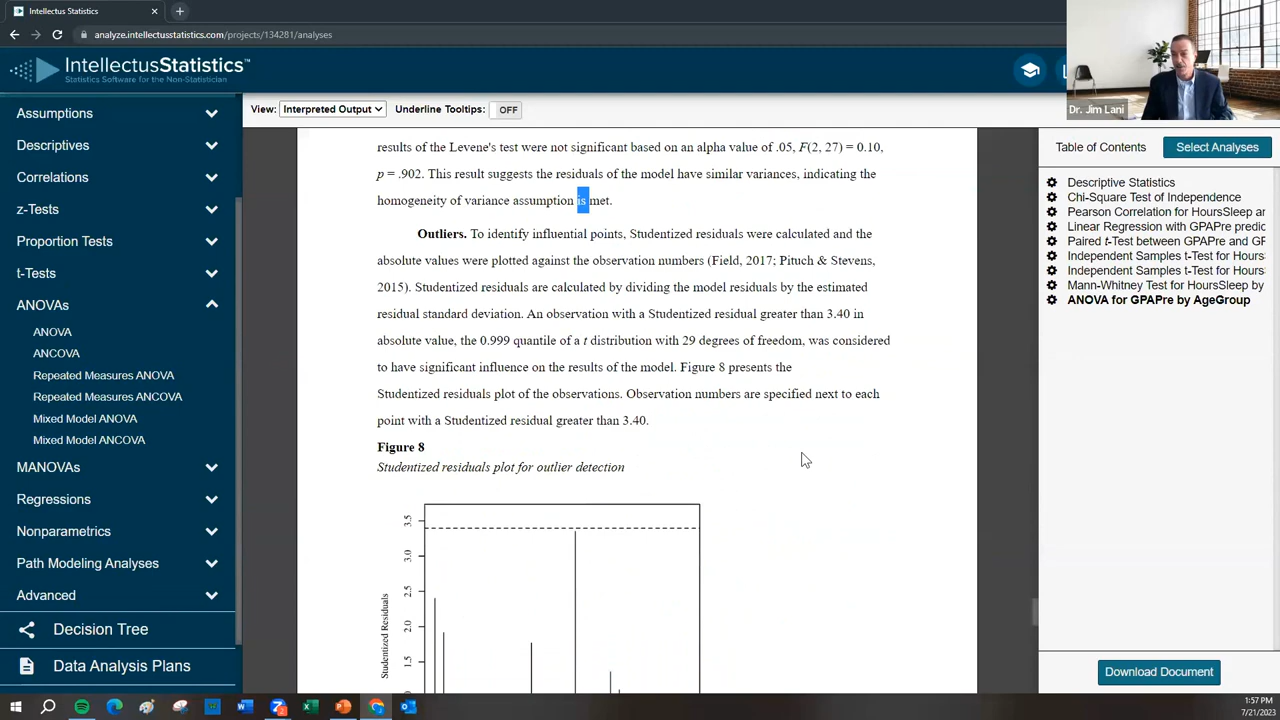 Intellectus Statistics
analyze.intellectusstatistics.com/projects/134281/analyses
IntellectusStatistics™
Statistics Software for the Non-Statistician
Dr. Jim Lani
Assumptions
Descriptives
Correlations
z-Tests
Proportion Tests
t-Tests
ANOVAs
ANOVA
ANCOVA
Repeated Measures ANOVA
Repeated Measures ANCOVA
Mixed Model ANOVA
Mixed Model ANCOVA
MANOVAs
Regressions
Nonparametrics
Path Modeling Analyses
Advanced
Decision Tree
Data Analysis Plans
View: Interpreted Output Underline Tooltips: OFF
results of the Levene's test were not significant based on an alpha value of .05, F(2, 27) = 0.10,
p = .902. This result suggests the residuals of the model have similar variances, indicating the
homogeneity of variance assumption is met.
Outliers. To identify influential points, Studentized residuals were calculated and the
absolute values were plotted against the observation numbers (Field, 2017; Pituch & Stevens,
2015). Studentized residuals are calculated by dividing the model residuals by the estimated
residual standard deviation. An observation with a Studentized residual greater than 3.40 in
absolute value, the 0.999 quantile of a t distribution with 29 degrees of freedom, was considered
to have significant influence on the results of the model. Figure 8 presents the
Studentized residuals plot of the observations. Observation numbers are specified next to each
point with a Studentized residual greater than 3.40.
Figure 8
Studentized residuals plot for outlier detection
3.5
3.0
2.5
2.0
1.5
Studentized Residuals
Table of Contents Select Analyses
Descriptive Statistics
Chi-Square Test of Independence
Pearson Correlation for HoursSleep an
Linear Regression with GPAPre predic
Paired t-Test between GPAPre and GP
Independent Samples t-Test for Hours
Independent Samples t-Test for Hours
Mann-Whitney Test for HoursSleep by
ANOVA for GPAPre by AgeGroup
Download Document
1:57 PM
7/21/2023